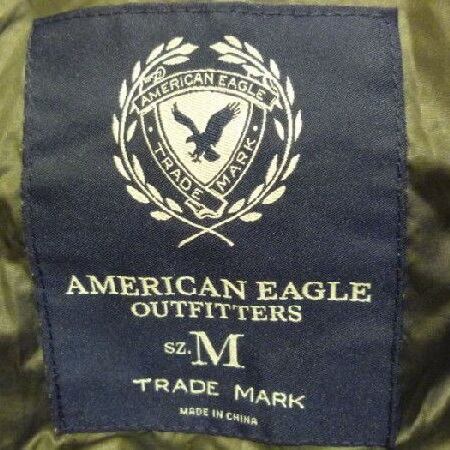 AMERICAN EAGLE
TRADE MARK
AMERICAN EAGLE
OUTFITTERS
SZ. M
TRADE MARK
MADE IN CHINA